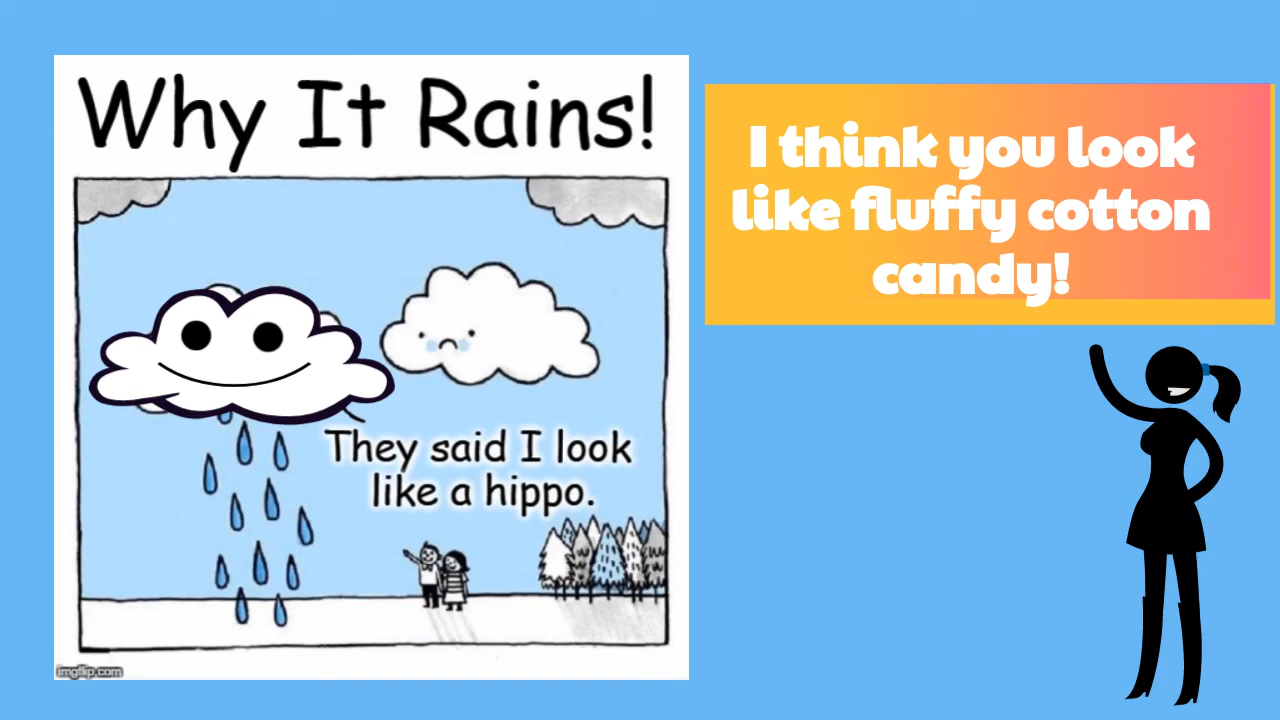 Why It Rains!
They said I look
like a hippo.
imgflip.com
I think you look
like fluffy cotton
candy!